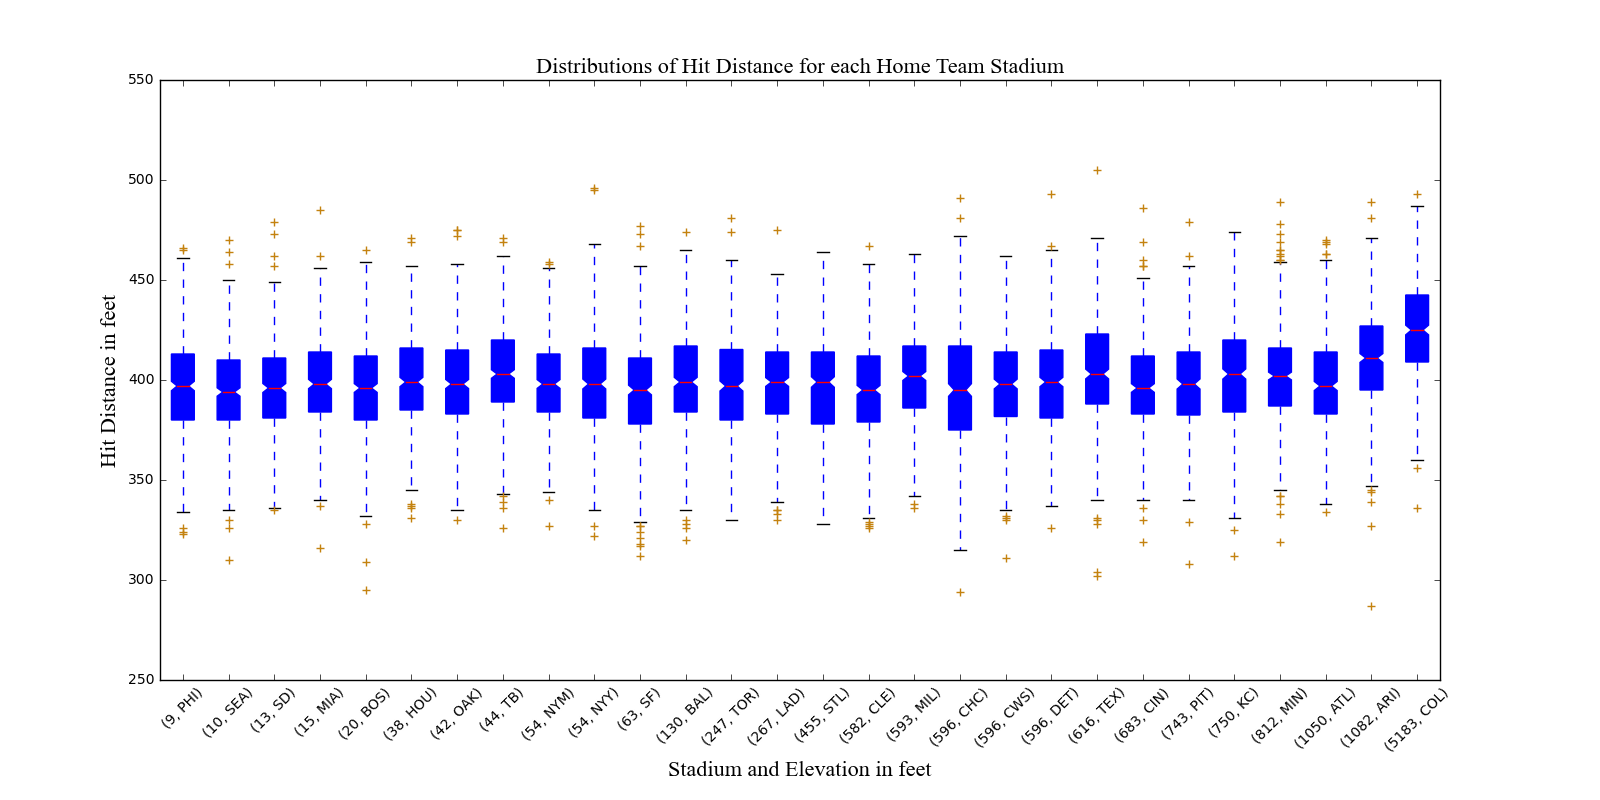 Distributions of Hit Distance for each Home Team Stadium
550
500
450
400
350
300
250
Hit Distance in feet
(9, PHI)
(10, SEA)
(13, SD)
(15, MIA)
(20, BOS)
(38, HOU)
(42, OAK)
(44, TB)
(54, NYM)
(54, NYY)
(63, SF)
(130, BAL)
(247, TOR)
(267, LAD)
(455, STL)
(582, CLE)
(593, MIL)
(596, CHC)
(596, CWS)
(596, DET)
(616, TEX)
(683, CIN)
(743, PIT)
(750, KC)
(812, MIN)
(1050, ATL)
(1082, ARI)
(5183, COL)
Stadium and Elevation in feet